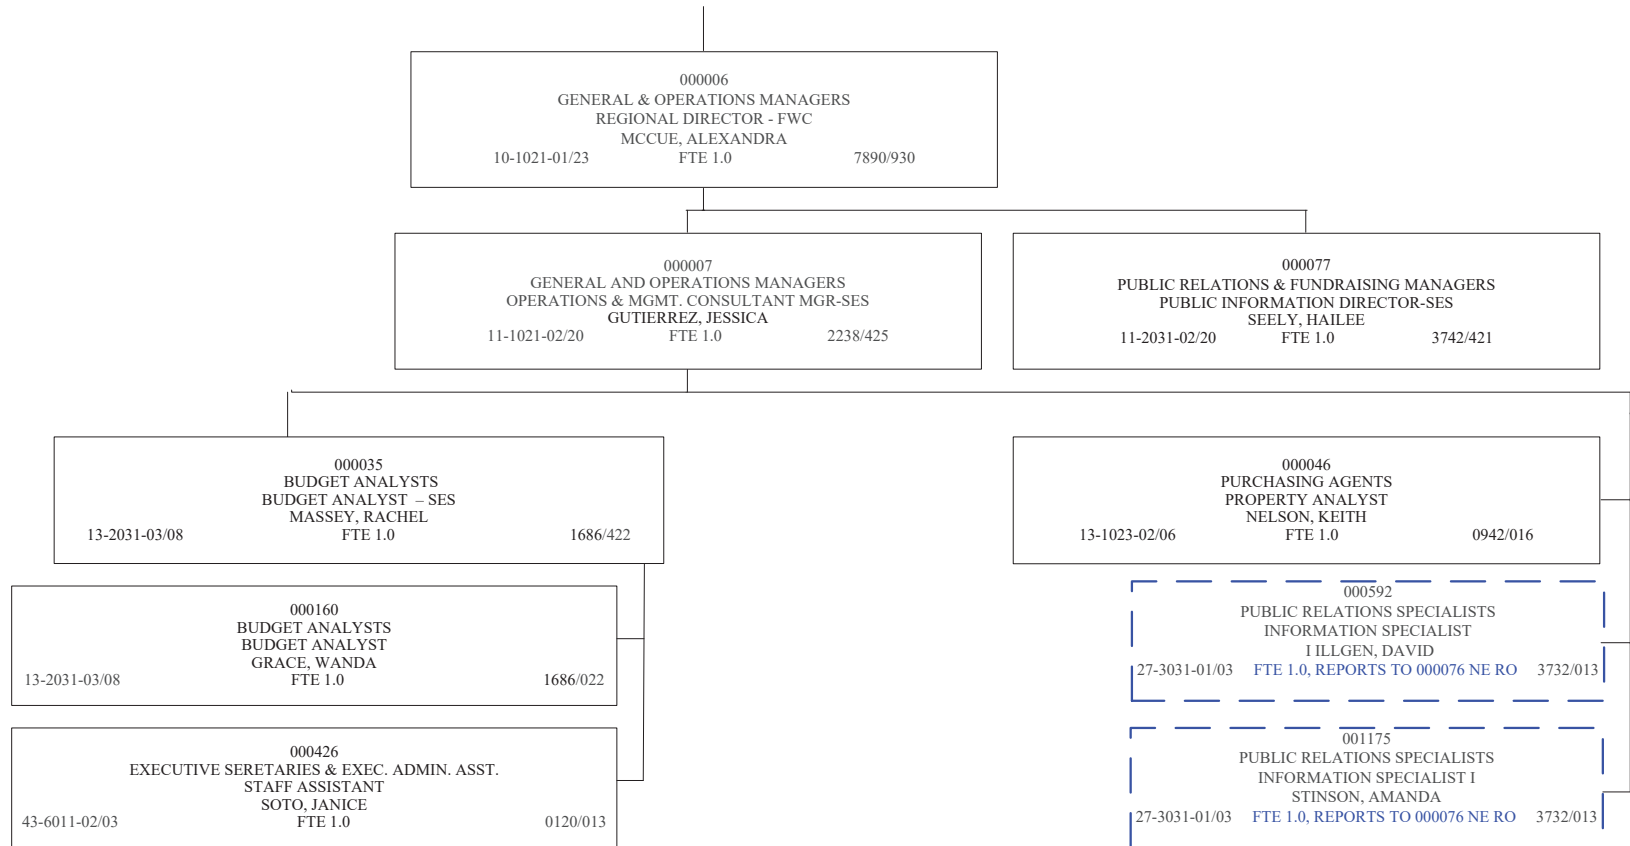 000006
GENERAL & OPERATIONS MANAGERS
REGIONAL DIRECTOR - FWC
MCCUE, ALEXANDRA
10-1021-01/23 FTE 1.0 7890/930
000007
GENERAL AND OPERATIONS MANAGERS
OPERATIONS & MGMT. CONSULTANT MGR-SES
GUTIERREZ, JESSICA
11-1021-02/20 FTE 1.0 2238/425
000077
PUBLIC RELATIONS & FUNDRAISING MANAGERS
PUBLIC INFORMATION DIRECTOR-SES
SEELY, HAILEE
11-2031-02/20 FTE 1.0 3742/421
000035
BUDGET ANALYSTS
BUDGET ANALYST – SES
MASSEY, RACHEL
13-2031-03/08 FTE 1.0 1686/422
000046
PURCHASING AGENTS
PROPERTY ANALYST
NELSON, KEITH
13-1023-02/06 FTE 1.0 0942/016
000160
BUDGET ANALYSTS
BUDGET ANALYST
GRACE, WANDA
13-2031-03/08 FTE 1.0 1686/022
000592
PUBLIC RELATIONS SPECIALISTS
INFORMATION SPECIALIST
I ILLGEN, DAVID
27-3031-01/03 FTE 1.0, REPORTS TO 000076 NE RO 3732/013
000426
EXECUTIVE SERETARIES & EXEC. ADMIN. ASST.
STAFF ASSISTANT
SOTO, JANICE
43-6011-02/03 FTE 1.0 0120/013
001175
PUBLIC RELATIONS SPECIALISTS
INFORMATION SPECIALIST I
STINSON, AMANDA
27-3031-01/03 FTE 1.0, REPORTS TO 000076 NE RO 3732/013